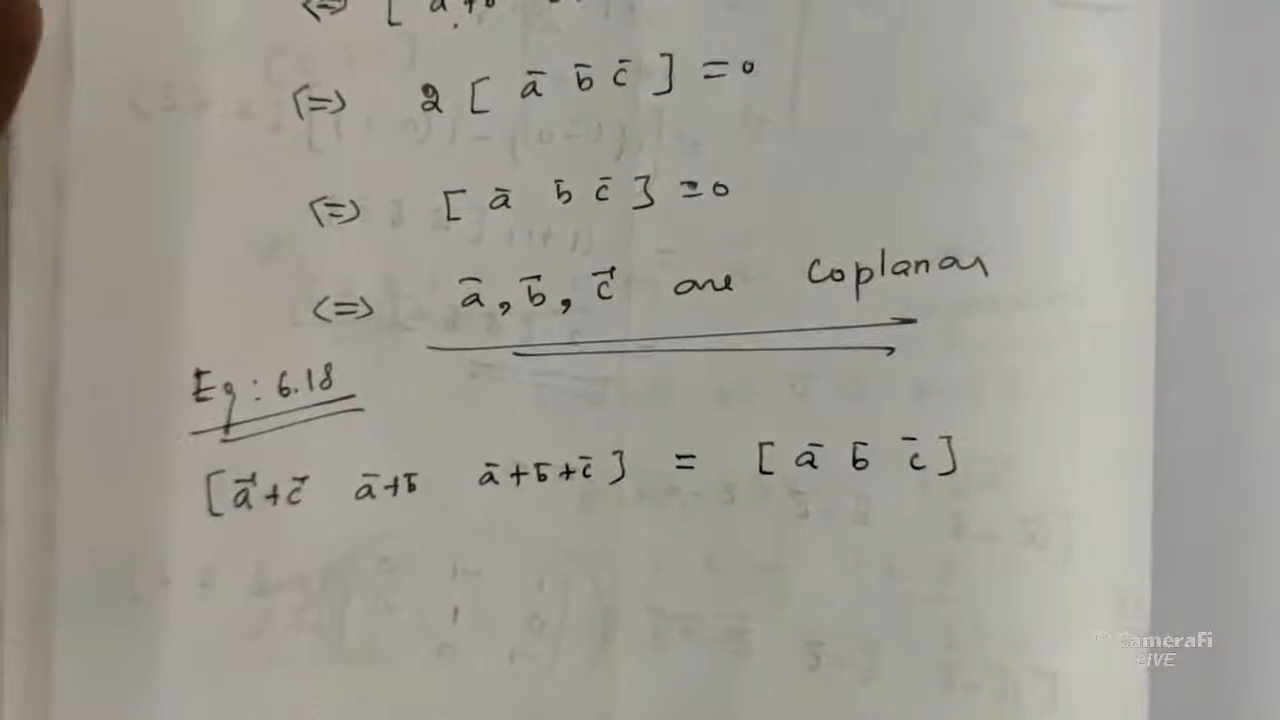 <=> 2 [ a̅ b̅ c̅ ] = 0
<=> [ a̅ b̅ c̅ ] = 0
<=> a̅, b̅, c⃗ are coplanar
Eg : 6.18
[a⃗+c⃗ a̅+b̅ a̅+b̅+c̅] = [ a̅ b̅ c̅ ]
CameraFi
LIVE